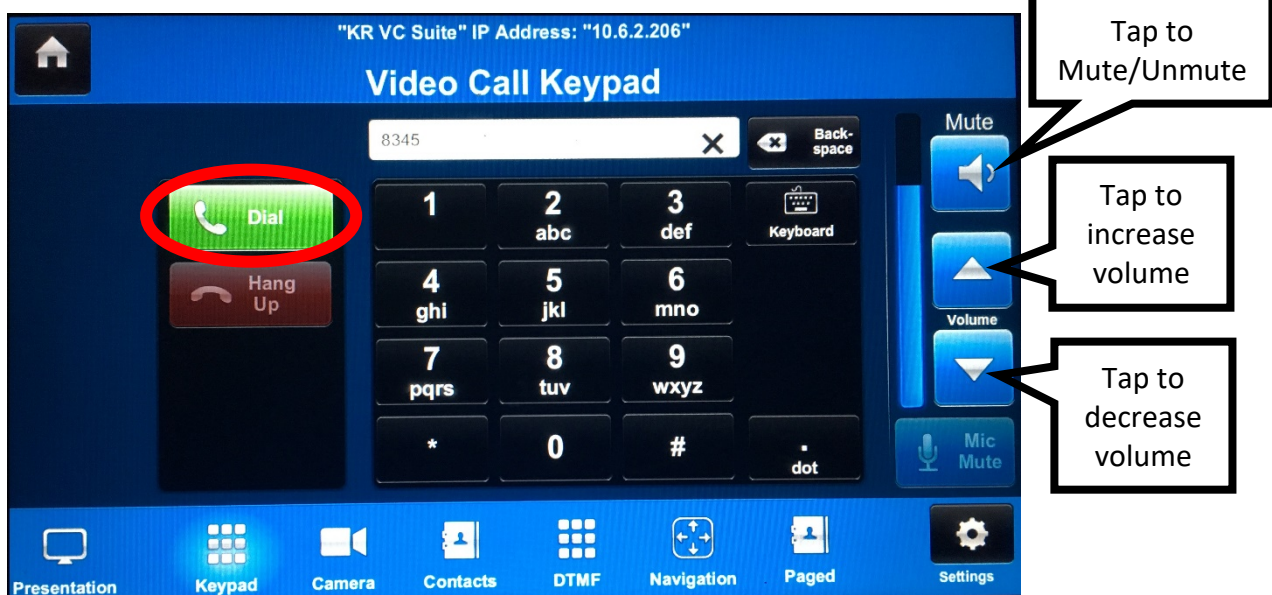 "KR VC Suite" IP Address: "10.6.2.206"
Video Call Keypad
8345
Back-
space
Mute
Dial
Hang
Up
1
2
abc
3
def
Keyboard
4
ghi
5
jkl
6
mno
7
pqrs
8
tuv
9
wxyz
*
0
#
.
dot
Volume
Mic
Mute
Presentation
Keypad
Camera
Contacts
DTMF
Navigation
Paged
Settings
Tap to
Mute/Unmute
Tap to
increase
volume
Tap to
decrease
volume